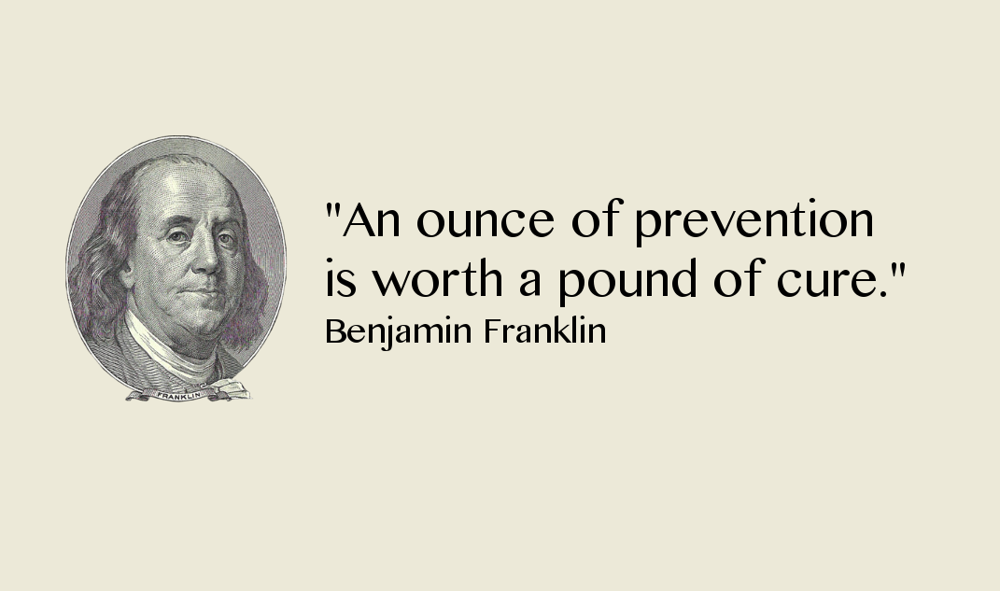 "An ounce of prevention
is worth a pound of cure."
Benjamin Franklin
FRANKLIN